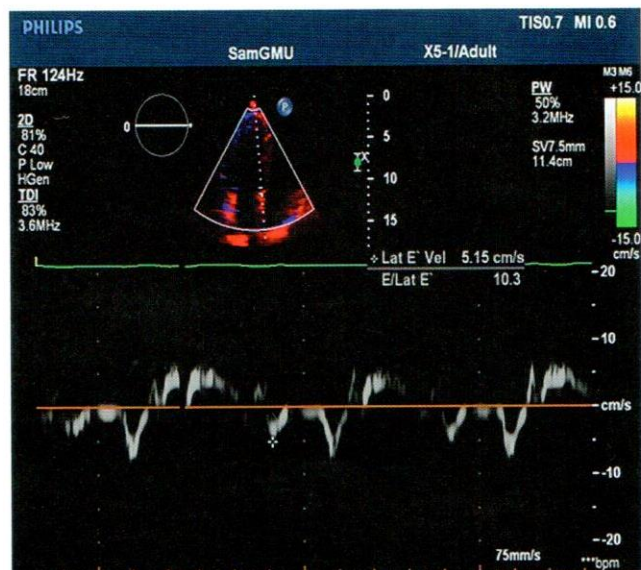 PHILIPS
TIS0.7 MI 0.6
SamGMU
X5-1/Adult
FR 124Hz
18cm
2D
81%
C 40
P Low
HGen
TDI
83%
3.6MHz
0
P
0
5
X
10
15
PW
50%
3.2MHz
SV7.5mm
11.4cm
M3 M6
+15.0
-15.0
cm/s
Lat E` Vel 5.15 cm/s
E/Lat E` 10.3
-20
-10
-cm/s
--10
--20
75mm/s
***bpm